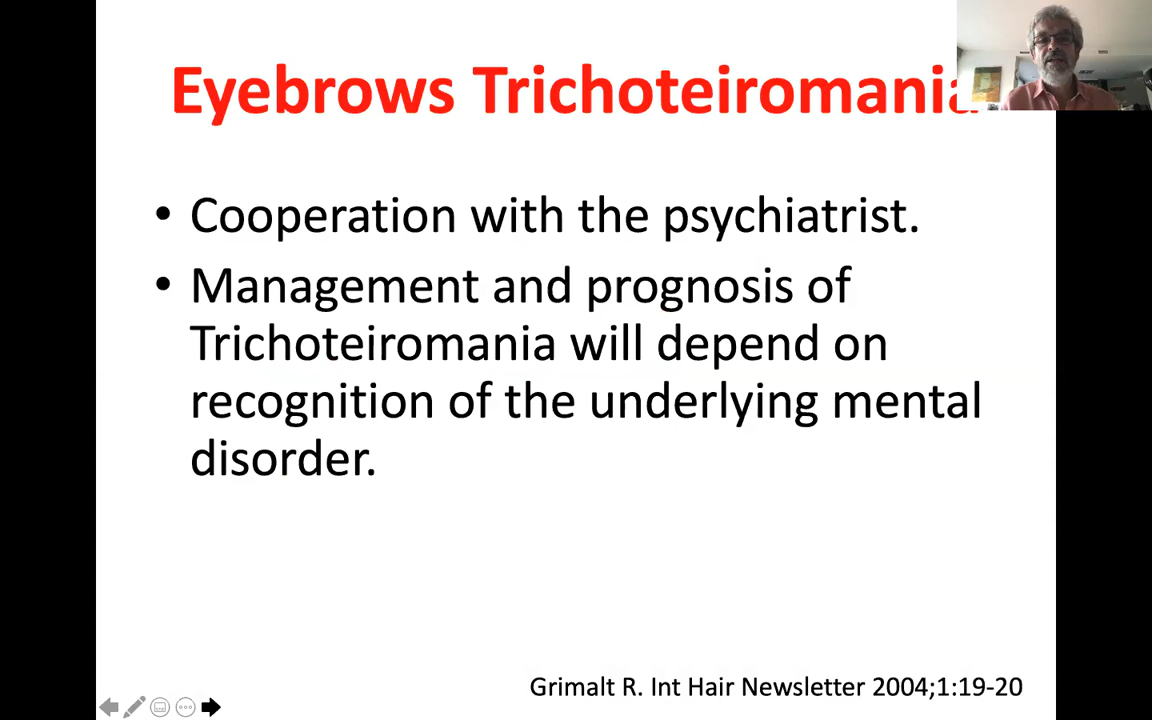 Eyebrows Trichoteiromania
• Cooperation with the psychiatrist.
• Management and prognosis of
Trichoteiromania will depend on
recognition of the underlying mental
disorder.
Grimalt R. Int Hair Newsletter 2004;1:19-20